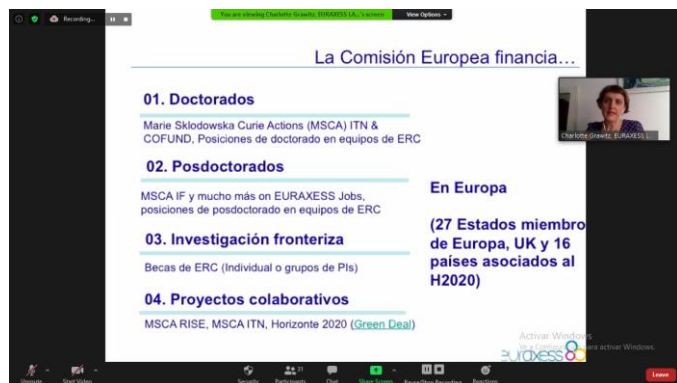 Recording...
You are viewing Charlotte Grawitz, EURAXESS LA...'s screen
View Options
La Comisión Europea financia...
01. Doctorados
Marie Sklodowska Curie Actions (MSCA) ITN &
COFUND, Posiciones de doctorado en equipos de ERC
02. Posdoctorados
MSCA IF y mucho más on EURAXESS Jobs,
posiciones de posdoctorado en equipos de ERC
03. Investigación fronteriza
Becas de ERC (Individual o grupos de PIs)
04. Proyectos colaborativos
MSCA RISE, MSCA ITN, Horizonte 2020 (Green Deal)
En Europa
(27 Estados miembro
de Europa, UK y 16
países asociados al
H2020)
Charlotte Grawitz, EURAXESS L...
Activar Windows
para activar Windows.
euraxess
Unmute
Start Video
Security
Participants
31
Chat
Share Screen
Pause/Stop Recording
Reactions
Leave